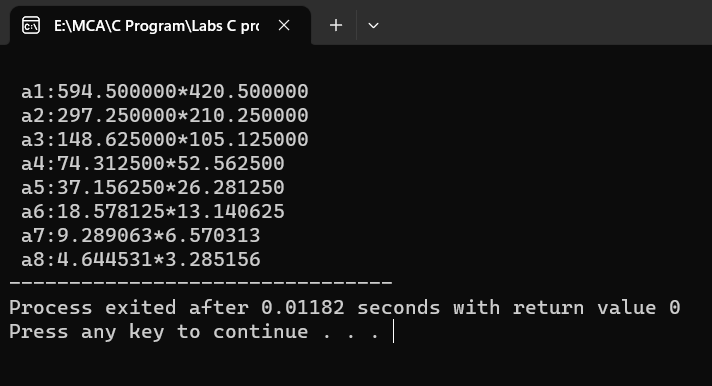 E:\MCA\C Program\Labs C pro
a1:594.500000*420.500000
a2:297.250000*210.250000
a3:148.625000*105.125000
a4:74.312500*52.562500
a5:37.156250*26.281250
a6:18.578125*13.140625
a7:9.289063*6.570313
a8:4.644531*3.285156
--------------------------------
Process exited after 0.01182 seconds with return value 0
Press any key to continue . . .